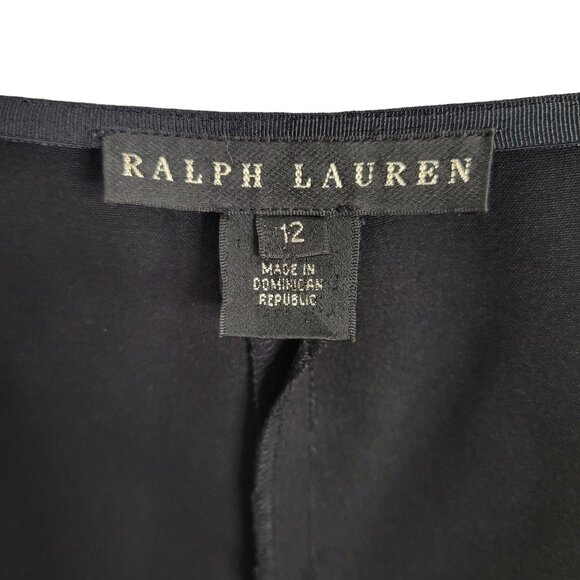 RALPH LAUREN
12
MADE IN
DOMINICAN
REPUBLIC